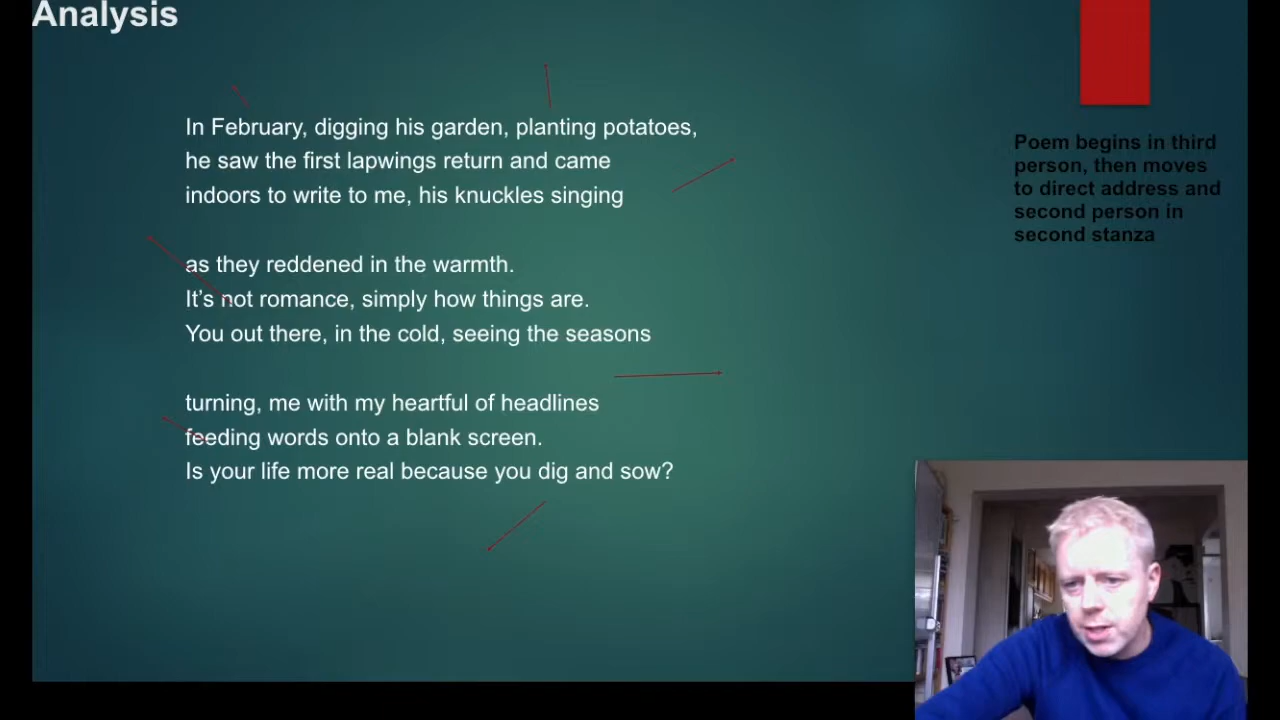 Analysis
In February, digging his garden, planting potatoes,
he saw the first lapwings return and came
indoors to write to me, his knuckles singing
as they reddened in the warmth.
It’s not romance, simply how things are.
You out there, in the cold, seeing the seasons
turning, me with my heartful of headlines
feeding words onto a blank screen.
Is your life more real because you dig and sow?
Poem begins in third
person, then moves
to direct address and
second person in
second stanza